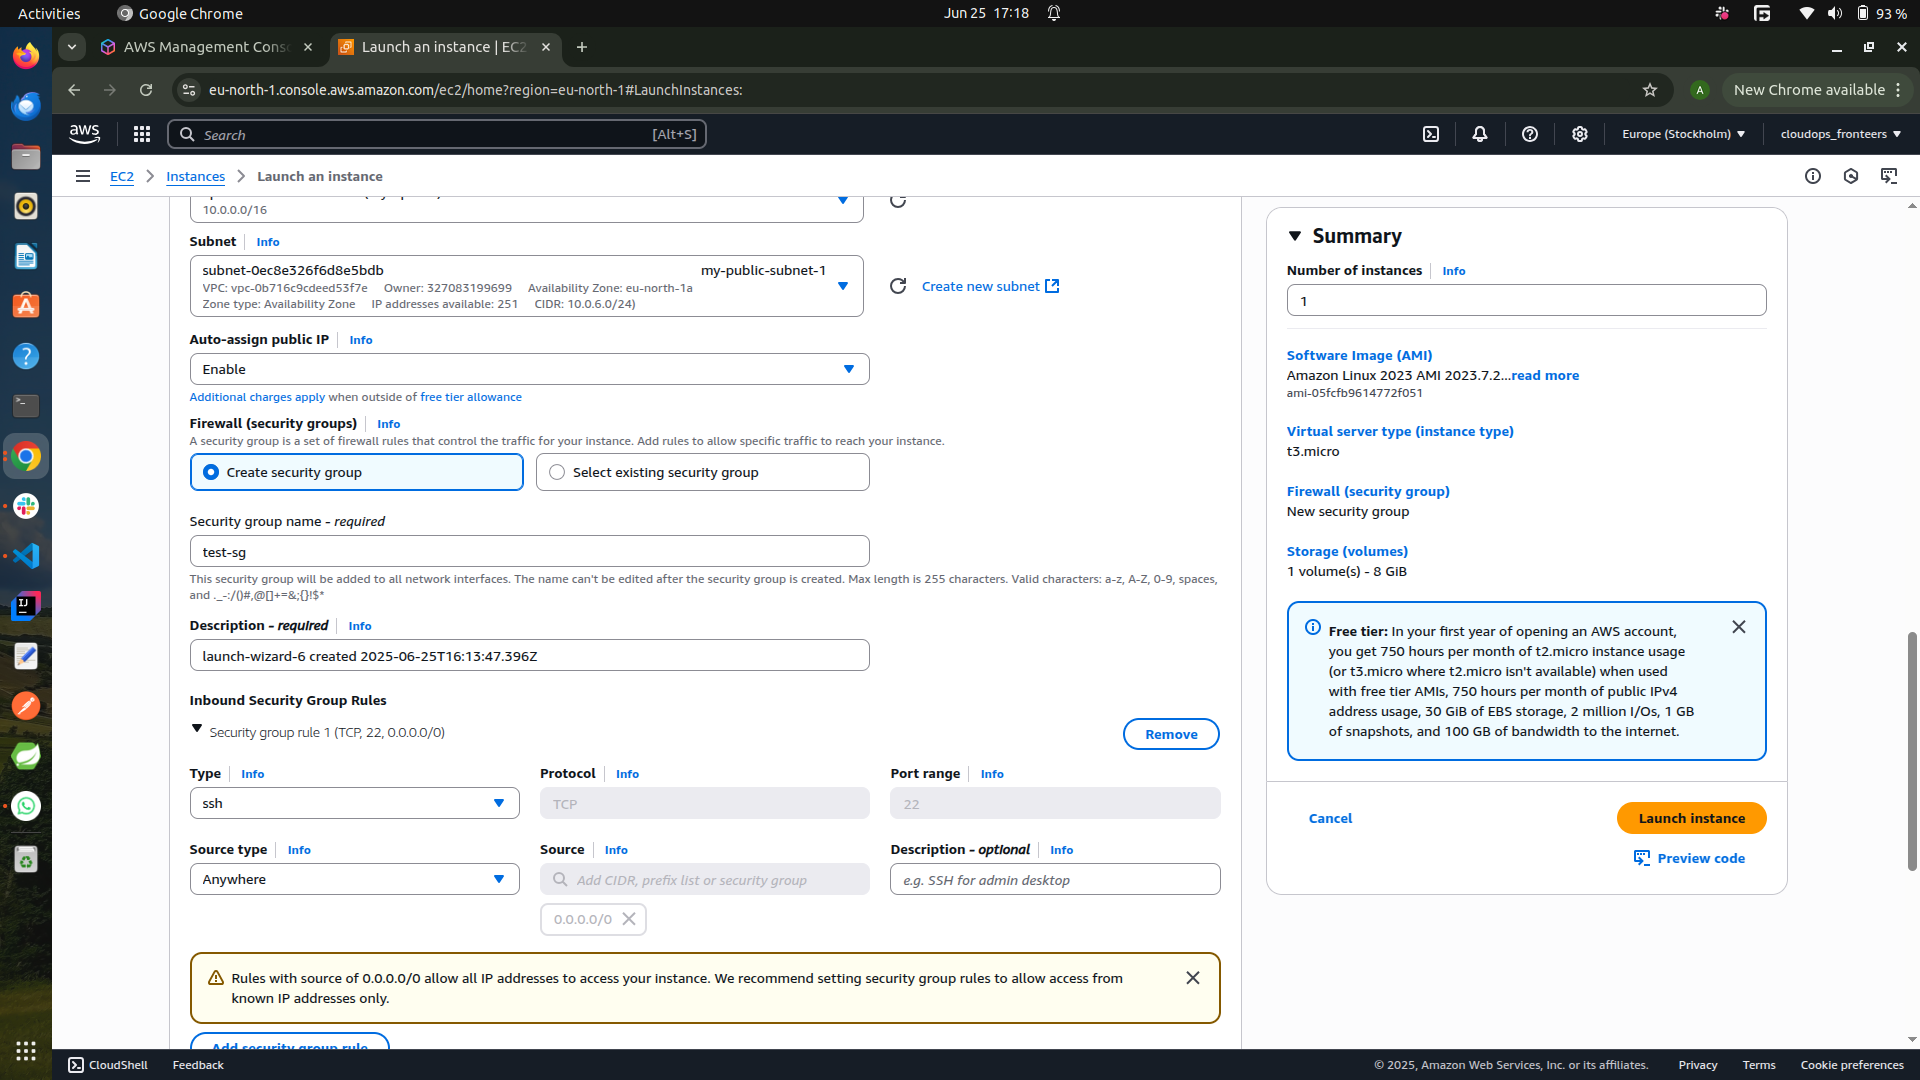 Activities
Google Chrome
Jun 25 17:18
93 %
AWS Management Cons
Launch an instance | EC2
eu-north-1.console.aws.amazon.com/ec2/home?region=eu-north-1#LaunchInstances:
A
New Chrome available
aws
Search
[Alt+S]
Europe (Stockholm)
cloudops_fronteers
EC2
Instances
Launch an instance
10.0.0.0/16
Subnet
Info
subnet-0ec8e326f6d8e5bdb
my-public-subnet-1
VPC: vpc-0b716c9cdeed53f7e Owner: 327083199699 Availability Zone: eu-north-1a
Zone type: Availability Zone IP addresses available: 251 CIDR: 10.0.6.0/24)
Create new subnet
Auto-assign public IP
Info
Enable
Additional charges apply when outside of free tier allowance
Firewall (security groups)
Info
A security group is a set of firewall rules that control the traffic for your instance. Add rules to allow specific traffic to reach your instance.
Create security group
Select existing security group
Security group name - required
test-sg
This security group will be added to all network interfaces. The name can't be edited after the security group is created. Max length is 255 characters. Valid characters: a-z, A-Z, 0-9, spaces,
and ._-:/()#,@[]+=&;{}!$*
Description - required
Info
launch-wizard-6 created 2025-06-25T16:13:47.396Z
Inbound Security Group Rules
Security group rule 1 (TCP, 22, 0.0.0.0/0)
Remove
Type
Info
Protocol
Info
Port range
Info
ssh
TCP
22
Source type
Info
Source
Info
Description - optional
Info
Anywhere
Add CIDR, prefix list or security group
e.g. SSH for admin desktop
0.0.0.0/0
Rules with source of 0.0.0.0/0 allow all IP addresses to access your instance. We recommend setting security group rules to allow access from
known IP addresses only.
Add security group rule
Summary
Number of instances
Info
1
Software Image (AMI)
Amazon Linux 2023 AMI 2023.7.2...read more
ami-05fcfb9614772f051
Virtual server type (instance type)
t3.micro
Firewall (security group)
New security group
Storage (volumes)
1 volume(s) - 8 GiB
Free tier: In your first year of opening an AWS account,
you get 750 hours per month of t2.micro instance usage
(or t3.micro where t2.micro isn't available) when used
with free tier AMIs, 750 hours per month of public IPv4
address usage, 30 GiB of EBS storage, 2 million I/Os, 1 GB
of snapshots, and 100 GB of bandwidth to the internet.
Cancel
Launch instance
Preview code
CloudShell
Feedback
© 2025, Amazon Web Services, Inc. or its affiliates.
Privacy
Terms
Cookie preferences